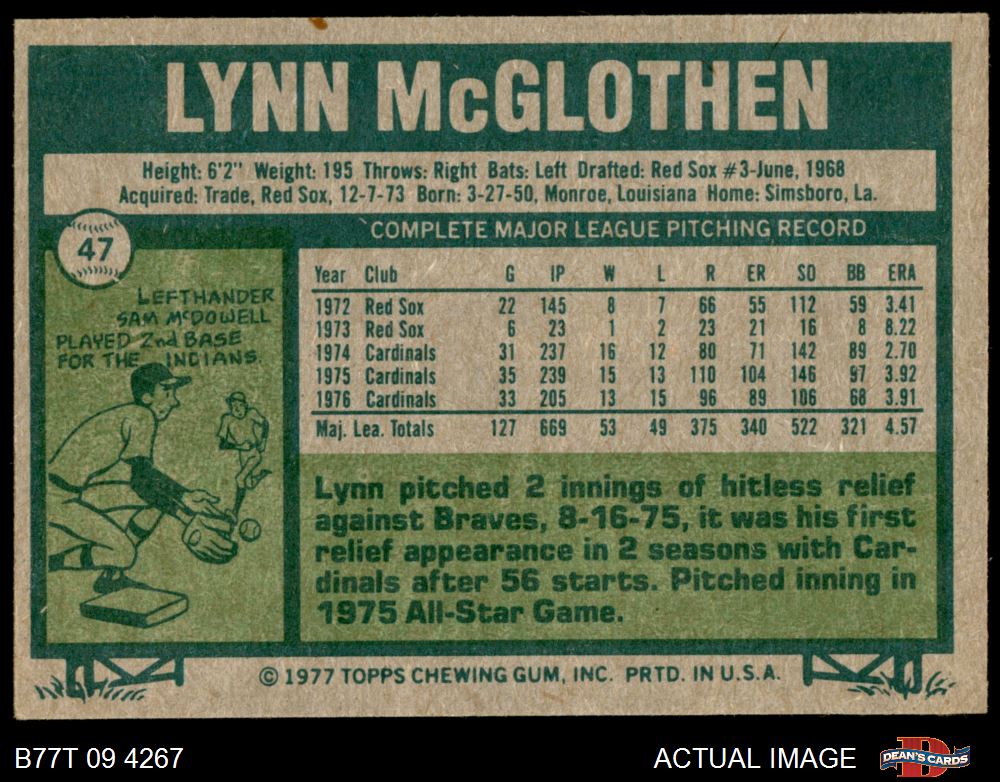 LYNN McGLOTHEN
Height: 6'2" Weight: 195 Throws: Right Bats: Left Drafted: Red Sox #3-June, 1968
Acquired: Trade, Red Sox, 12-7-73 Born: 3-27-50, Monroe, Louisiana Home: Simsboro, La.
47
LEFTHANDER
SAM McDOWELL
PLAYED 2nd BASE
FOR THE INDIANS.
COMPLETE MAJOR LEAGUE PITCHING RECORD
Year Club G IP W L R ER SO BB ERA
1972 Red Sox 22 145 8 7 66 55 112 59 3.41
1973 Red Sox 6 23 1 2 23 21 16 8 8.22
1974 Cardinals 31 237 16 12 80 71 142 89 2.70
1975 Cardinals 35 239 15 13 110 104 146 97 3.92
1976 Cardinals 33 205 13 15 96 89 106 68 3.91
Maj. Lea. Totals 127 669 53 49 375 340 522 321 4.57
Lynn pitched 2 innings of hitless relief
against Braves, 8-16-75, it was his first
relief appearance in 2 seasons with Car-
dinals after 56 starts. Pitched inning in
1975 All-Star Game.
© 1977 TOPPS CHEWING GUM, INC. PRTD. IN U.S.A.
B77T 09 4267
ACTUAL IMAGE
D
DEAN'S CARDS